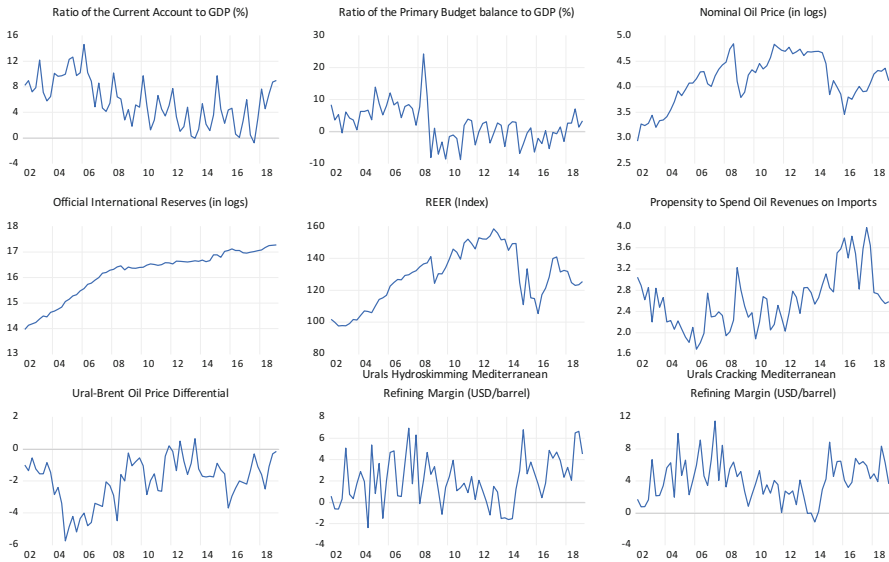 Ratio of the Current Account to GDP (%)
16
12
8
4
0
-4
02 04 06 08 10 12 14 16 18
Ratio of the Primary Budget balance to GDP (%)
30
20
10
0
-10
02 04 06 08 10 12 14 16 18
Nominal Oil Price (in logs)
5.0
4.5
4.0
3.5
3.0
2.5
02 04 06 08 10 12 14 16 18
Official International Reserves (in logs)
18
17
16
15
14
13
02 04 06 08 10 12 14 16 18
REER (Index)
160
140
120
100
80
02 04 06 08 10 12 14 16 18
Propensity to Spend Oil Revenues on Imports
4.0
3.6
3.2
2.8
2.4
2.0
1.6
02 04 06 08 10 12 14 16 18
Ural-Brent Oil Price Differential
2
0
-2
-4
-6
02 04 06 08 10 12 14 16 18
Urals Hydroskimming Mediterranean
Refining Margin (USD/barrel)
8
6
4
2
0
-2
-4
02 04 06 08 10 12 14 16 18
Urals Cracking Mediterranean
Refining Margin (USD/barrel)
12
8
4
0
-4
02 04 06 08 10 12 14 16 18